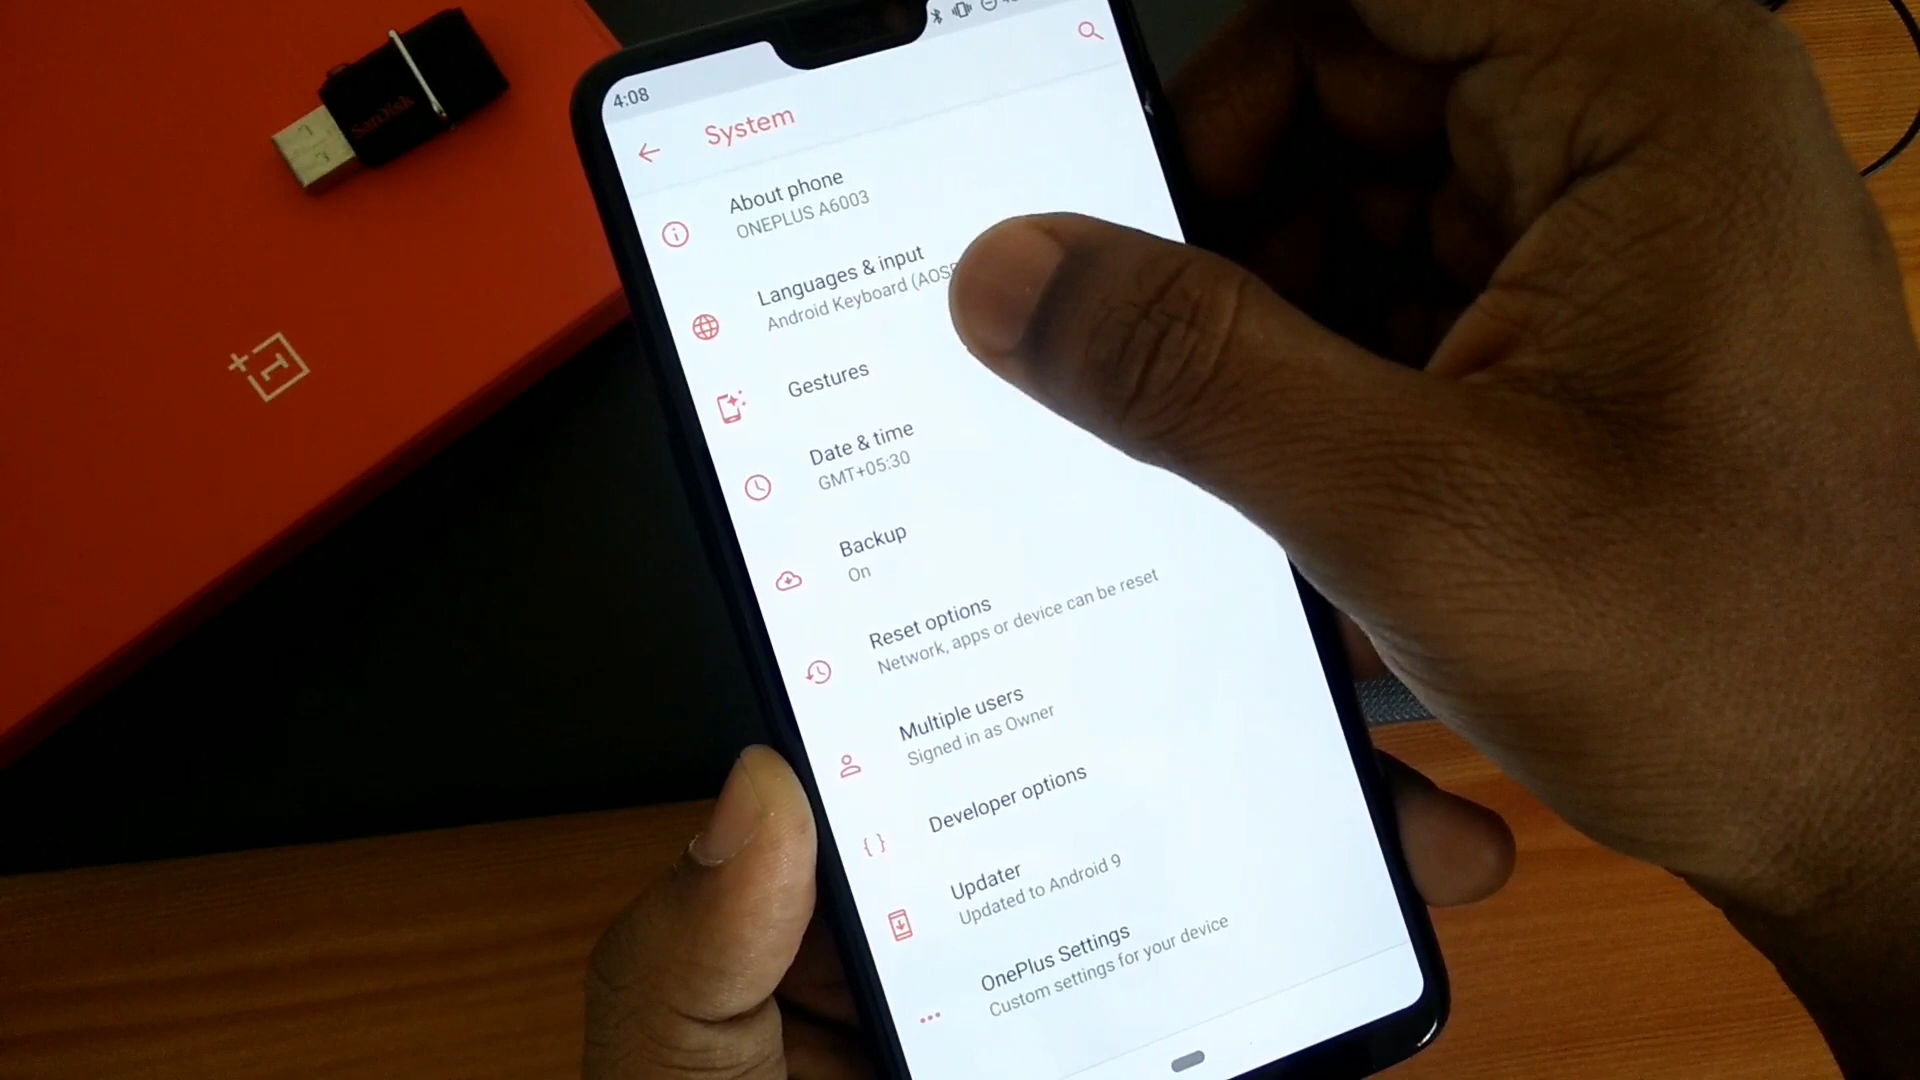 SanDisk
4:08
System
About phone
ONEPLUS A6003
Languages & input
Android Keyboard (AOSP
Gestures
Date & time
GMT+05:30
Backup
On
Reset options
Network, apps or device can be reset
Multiple users
Signed in as Owner
{ }
Developer options
Updater
Updated to Android 9
OnePlus Settings
Custom settings for your device